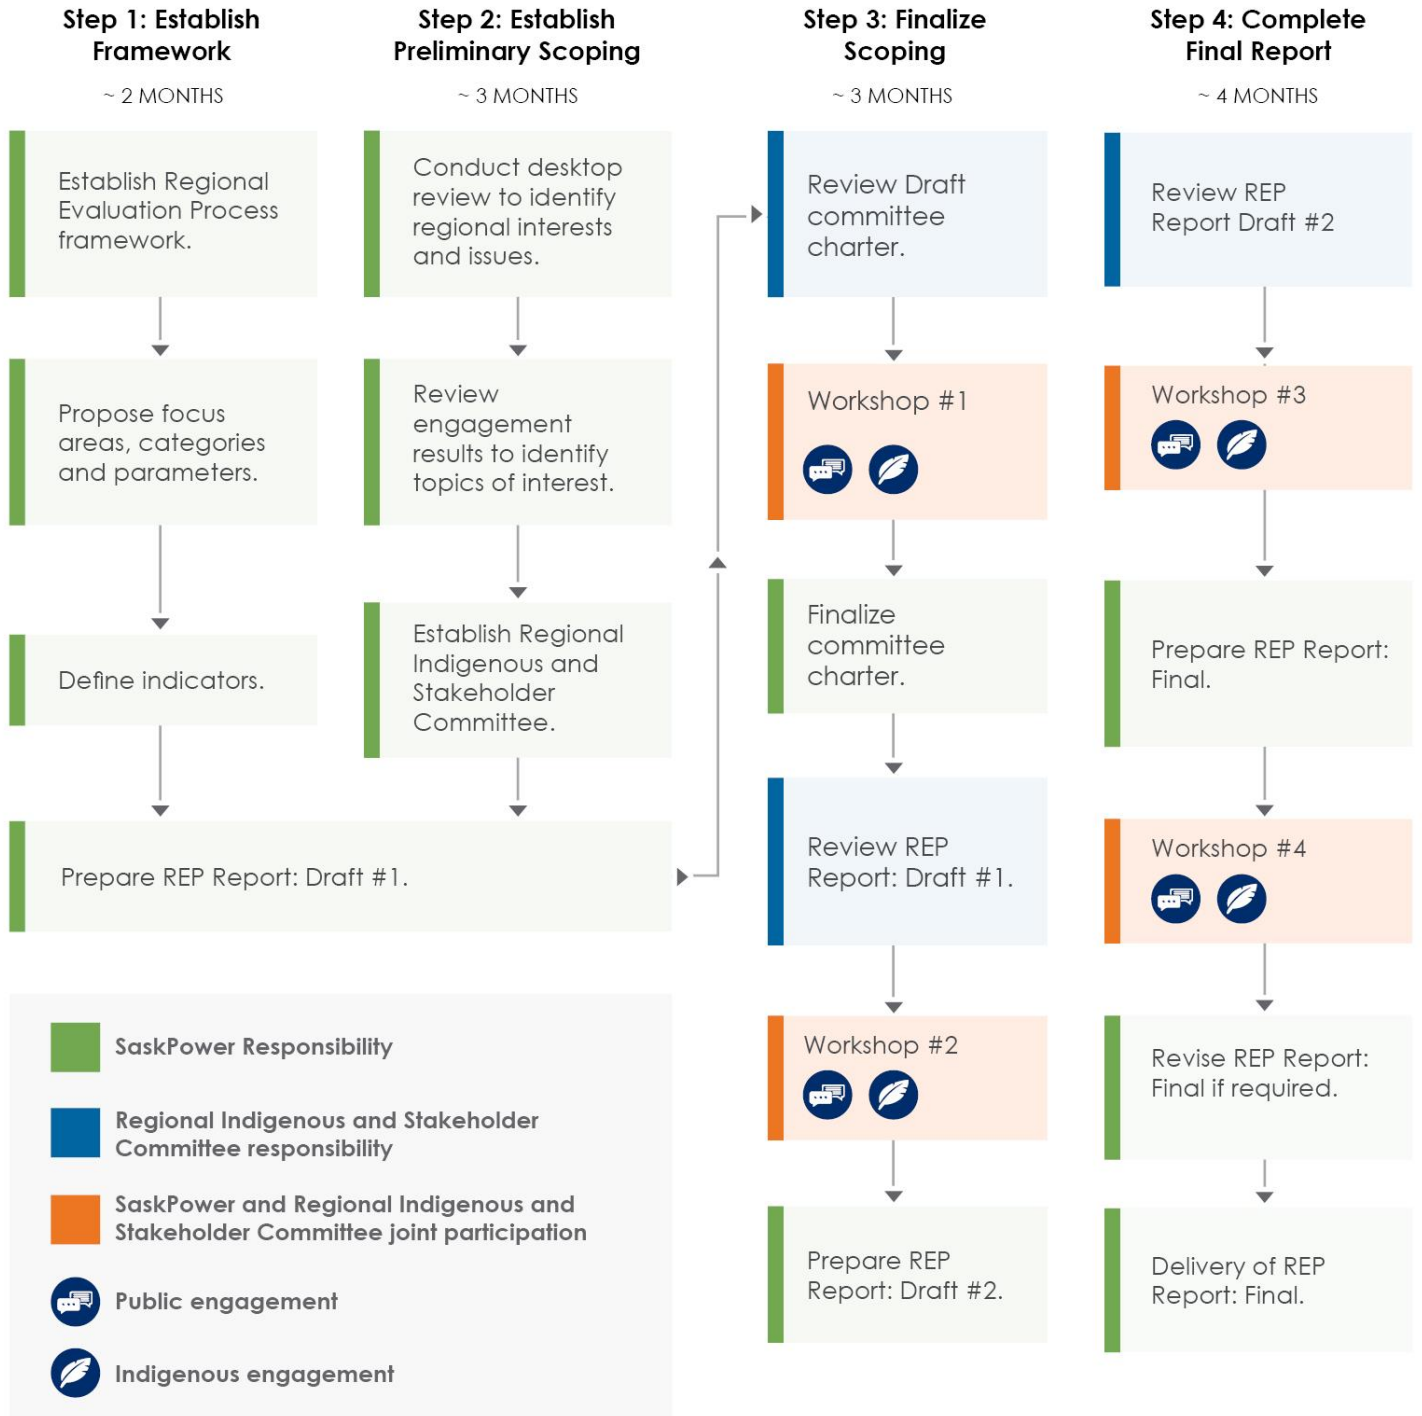 Step 1: Establish
Framework
~ 2 MONTHS
Establish Regional
Evaluation Process
framework.
Propose focus
areas, categories
and parameters.
Define indicators.
Step 2: Establish
Preliminary Scoping
~ 3 MONTHS
Conduct desktop
review to identify
regional interests
and issues.
Review
engagement
results to identify
topics of interest.
Establish Regional
Indigenous and
Stakeholder
Committee.
Prepare REP Report: Draft #1.
Step 3: Finalize
Scoping
~ 3 MONTHS
Review Draft
committee
charter.
Workshop #1
Finalize
committee
charter.
Review REP
Report: Draft #1.
Workshop #2
Prepare REP
Report: Draft #2.
Step 4: Complete
Final Report
~ 4 MONTHS
Review REP
Report Draft #2
Workshop #3
Prepare REP Report:
Final.
Workshop #4
Revise REP Report:
Final if required.
Delivery of REP
Report: Final.
SaskPower Responsibility
Regional Indigenous and Stakeholder
Committee responsibility
SaskPower and Regional Indigenous and
Stakeholder Committee joint participation
Public engagement
Indigenous engagement